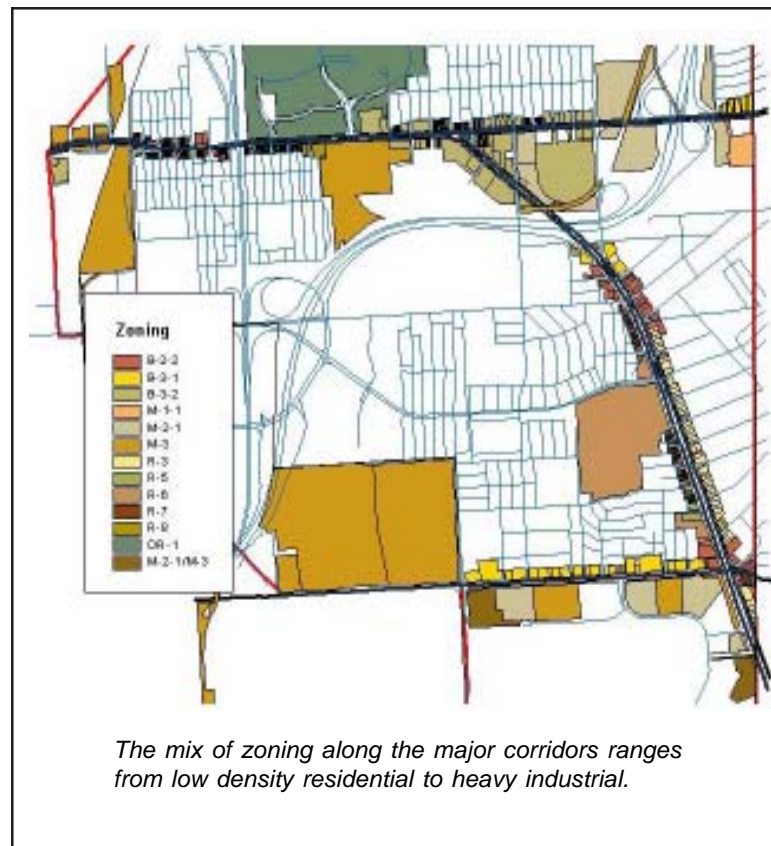 Zoning
B-2-2
B-3-1
B-3-2
M-1-1
M-2-1
M-3
R-3
R-5
R-6
R-7
R-8
OR-1
M-2-1/M-3
The mix of zoning along the major corridors ranges
from low density residential to heavy industrial.